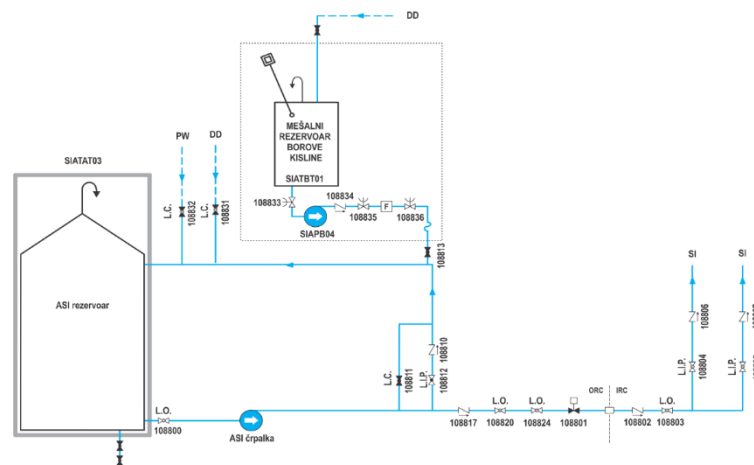 DD
MEŠALNI
REZERVOAR
BOROVE
KISLINE
SIATBT01
SIATAT03
PW
DD
L.C.
108832
L.C.
108831
108833
SIAPB04
108834
108835
F
108836
108813
ASI rezervoar
SI
SI
108806
L.I.P.
108804
L.I.P.
108810
L.C.
108811
L.I.P.
108812
L.O.
108800
ASI črpalka
108817
L.O.
108820
L.O.
108824
108801
ORC
IRC
108802
L.O.
108803